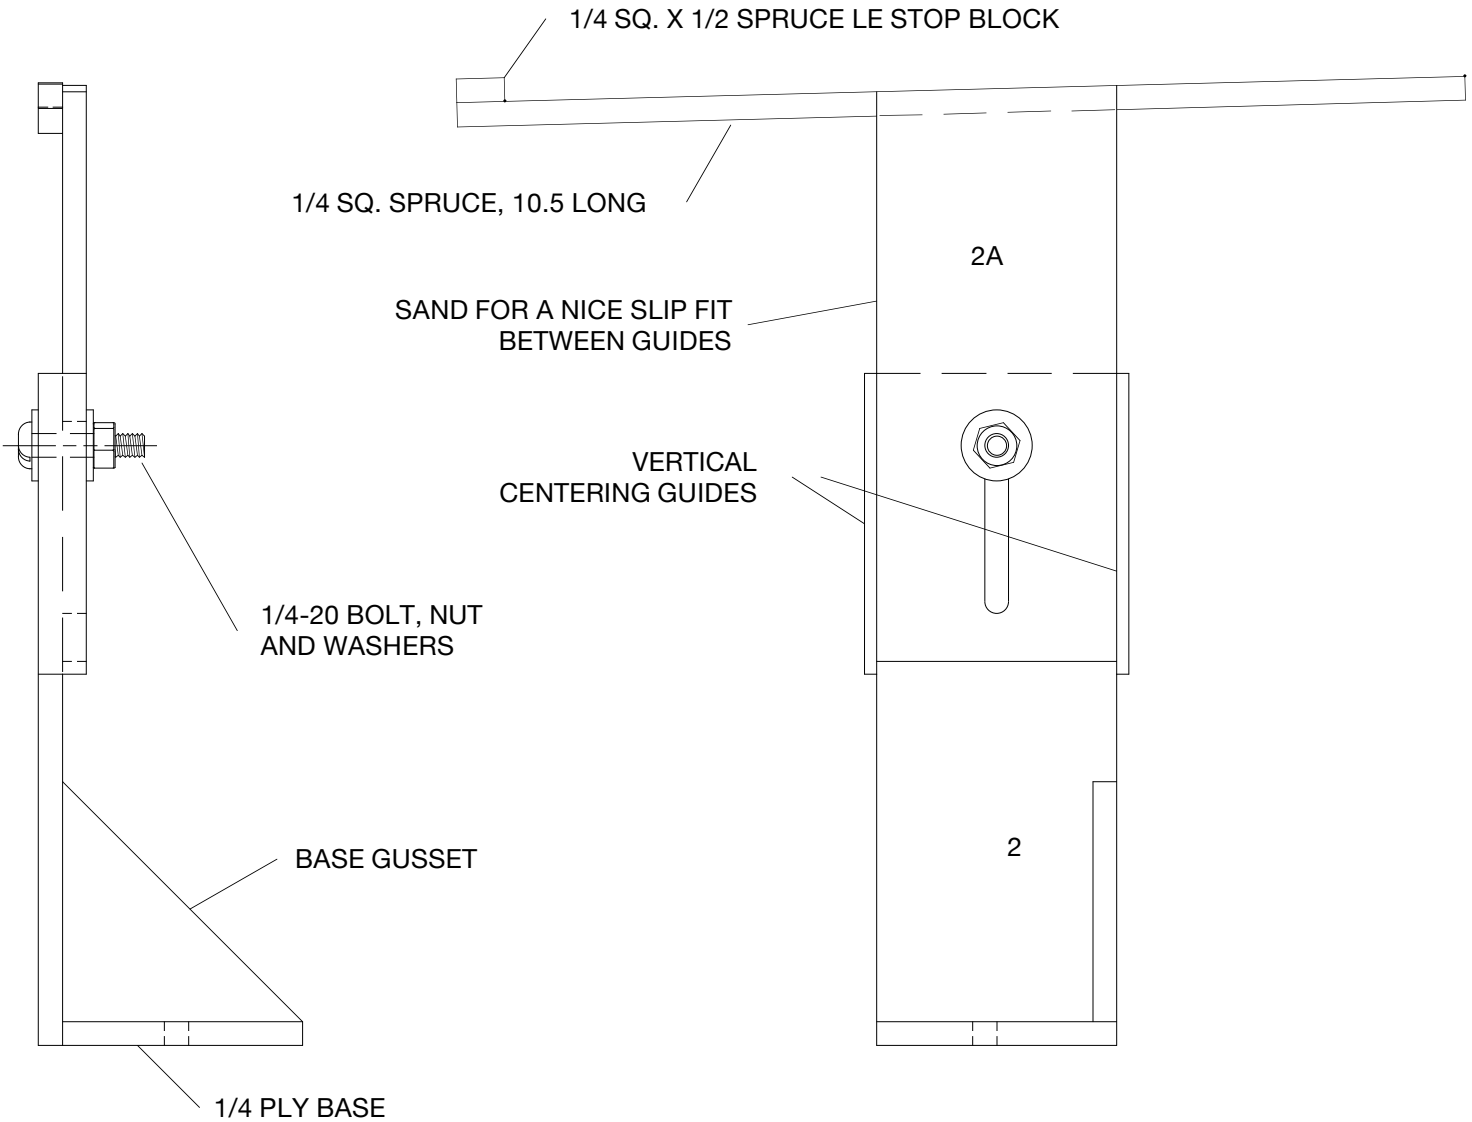 1/4 SQ. X 1/2 SPRUCE LE STOP BLOCK
1/4 SQ. SPRUCE, 10.5 LONG
2A
SAND FOR A NICE SLIP FIT
BETWEEN GUIDES
VERTICAL
CENTERING GUIDES
1/4-20 BOLT, NUT
AND WASHERS
2
BASE GUSSET
1/4 PLY BASE